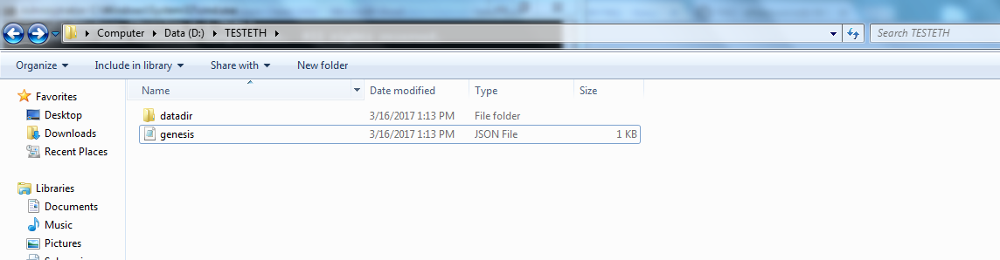 Computer Data (D:) TESTETH Search TESTETH
Organize Include in library Share with New folder
Name Date modified Type Size
Favorites
Desktop
Downloads
Recent Places
Libraries
Documents
Music
Pictures
datadir 3/16/2017 1:13 PM File folder
genesis 3/16/2017 1:13 PM JSON File 1 KB